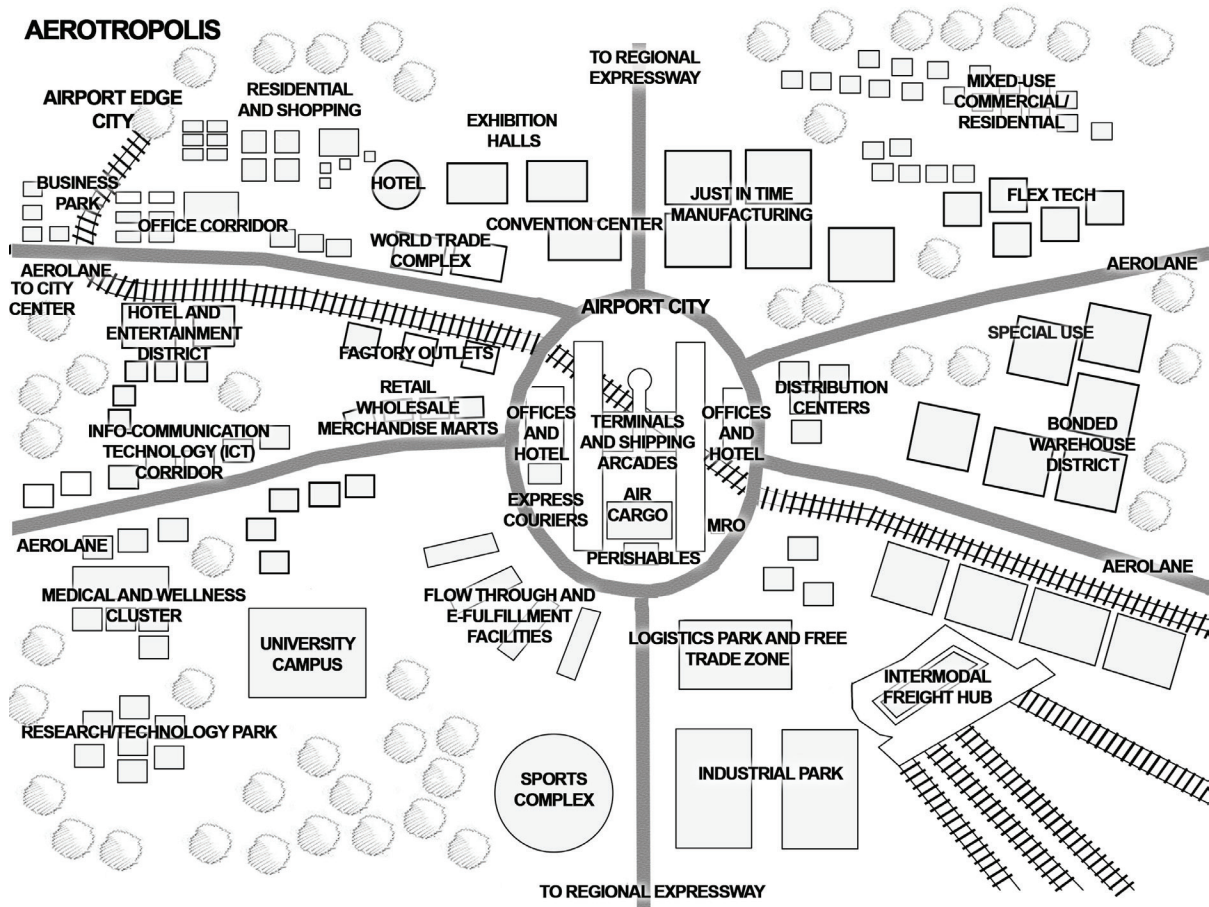 AEROTROPOLIS
TO REGIONAL
EXPRESSWAY
AIRPORT EDGE
CITY
RESIDENTIAL
AND SHOPPING
EXHIBITION
HALLS
MIXED-USE
COMMERCIAL/
RESIDENTIAL
BUSINESS
PARK
OFFICE CORRIDOR
HOTEL
CONVENTION CENTER
WORLD TRADE
COMPLEX
JUST IN TIME
MANUFACTURING
FLEX TECH
AEROLANE
TO CITY
CENTER
AEROLANE
HOTEL AND
ENTERTAINMENT
DISTRICT
AIRPORT CITY
SPECIAL USE
FACTORY OUTLETS
RETAIL
WHOLESALE
MERCHANDISE MARTS
OFFICES
AND
HOTEL
TERMINALS
AND SHIPPING
ARCADES
OFFICES
AND
HOTEL
DISTRIBUTION
CENTERS
BONDED
WAREHOUSE
DISTRICT
INFO-COMMUNICATION
TECHNOLOGY (ICT)
CORRIDOR
EXPRESS
COURIERS
AIR
CARGO
MRO
PERISHABLES
AEROLANE
AEROLANE
MEDICAL AND WELLNESS
CLUSTER
UNIVERSITY
CAMPUS
FLOW THROUGH AND
E-FULFILLMENT
FACILITIES
LOGISTICS PARK AND FREE
TRADE ZONE
INTERMODAL
FREIGHT HUB
RESEARCH/TECHNOLOGY PARK
SPORTS
COMPLEX
INDUSTRIAL PARK
TO REGIONAL EXPRESSWAY